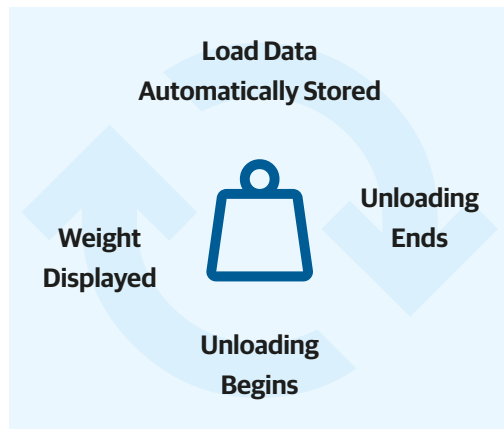 Load Data
Automatically Stored
Unloading
Ends
Weight
Displayed
Unloading
Begins